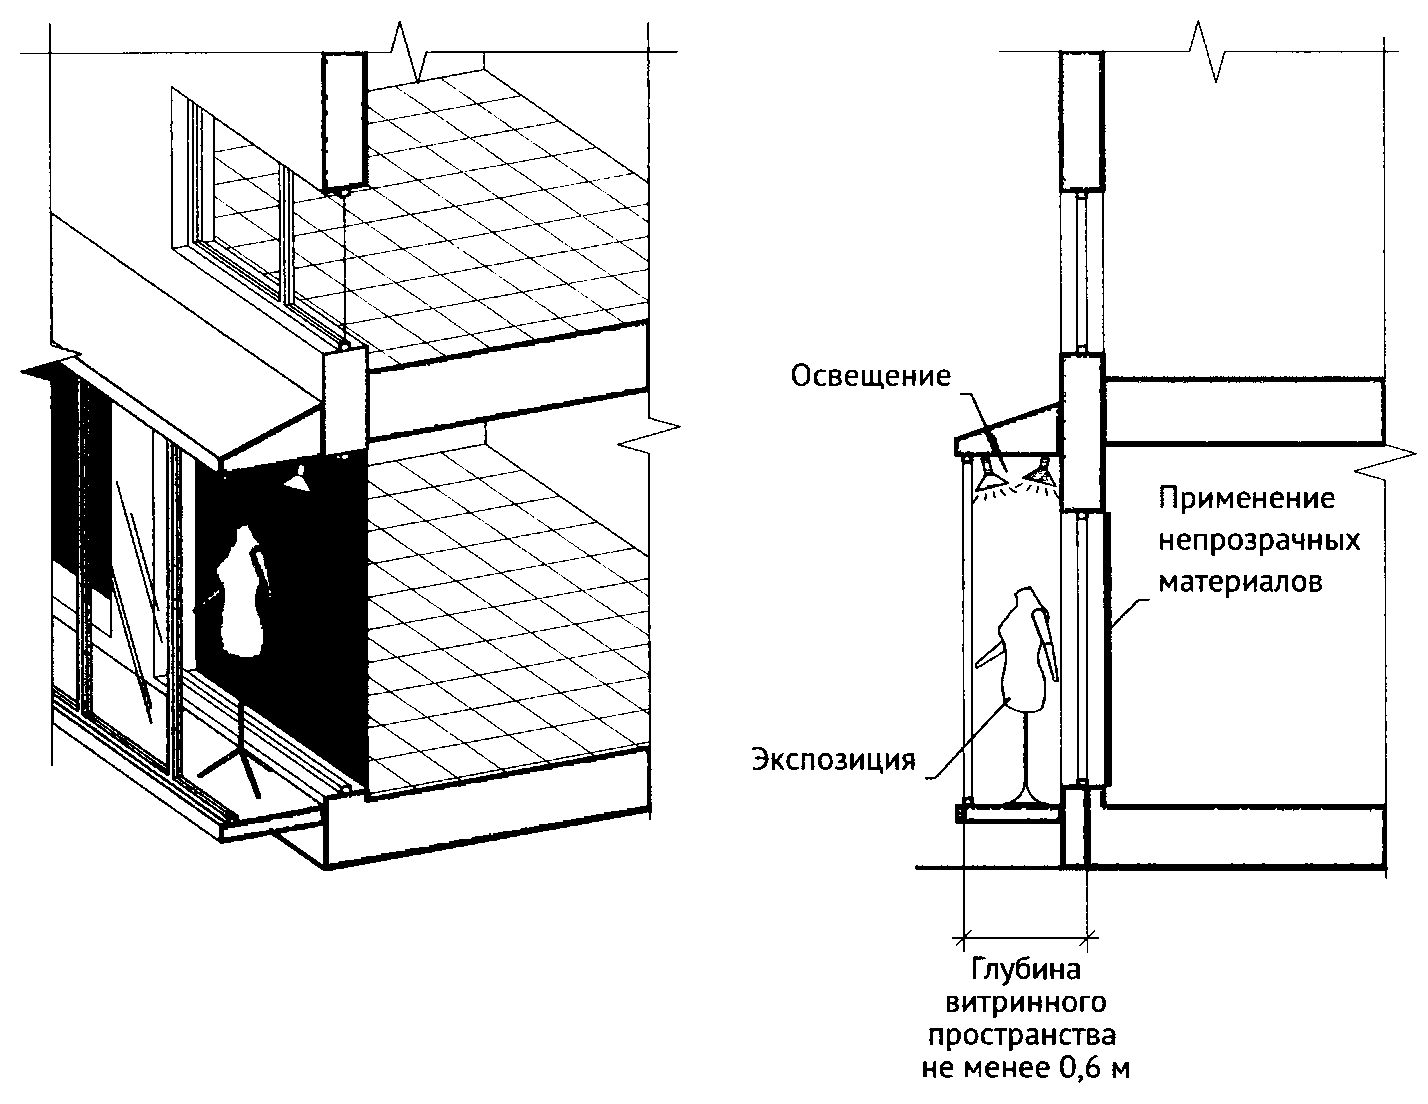 Освещение
Применение
непрозрачных
материалов
Экспозиция
Глубина
витринного
пространства
не менее 0,6 м